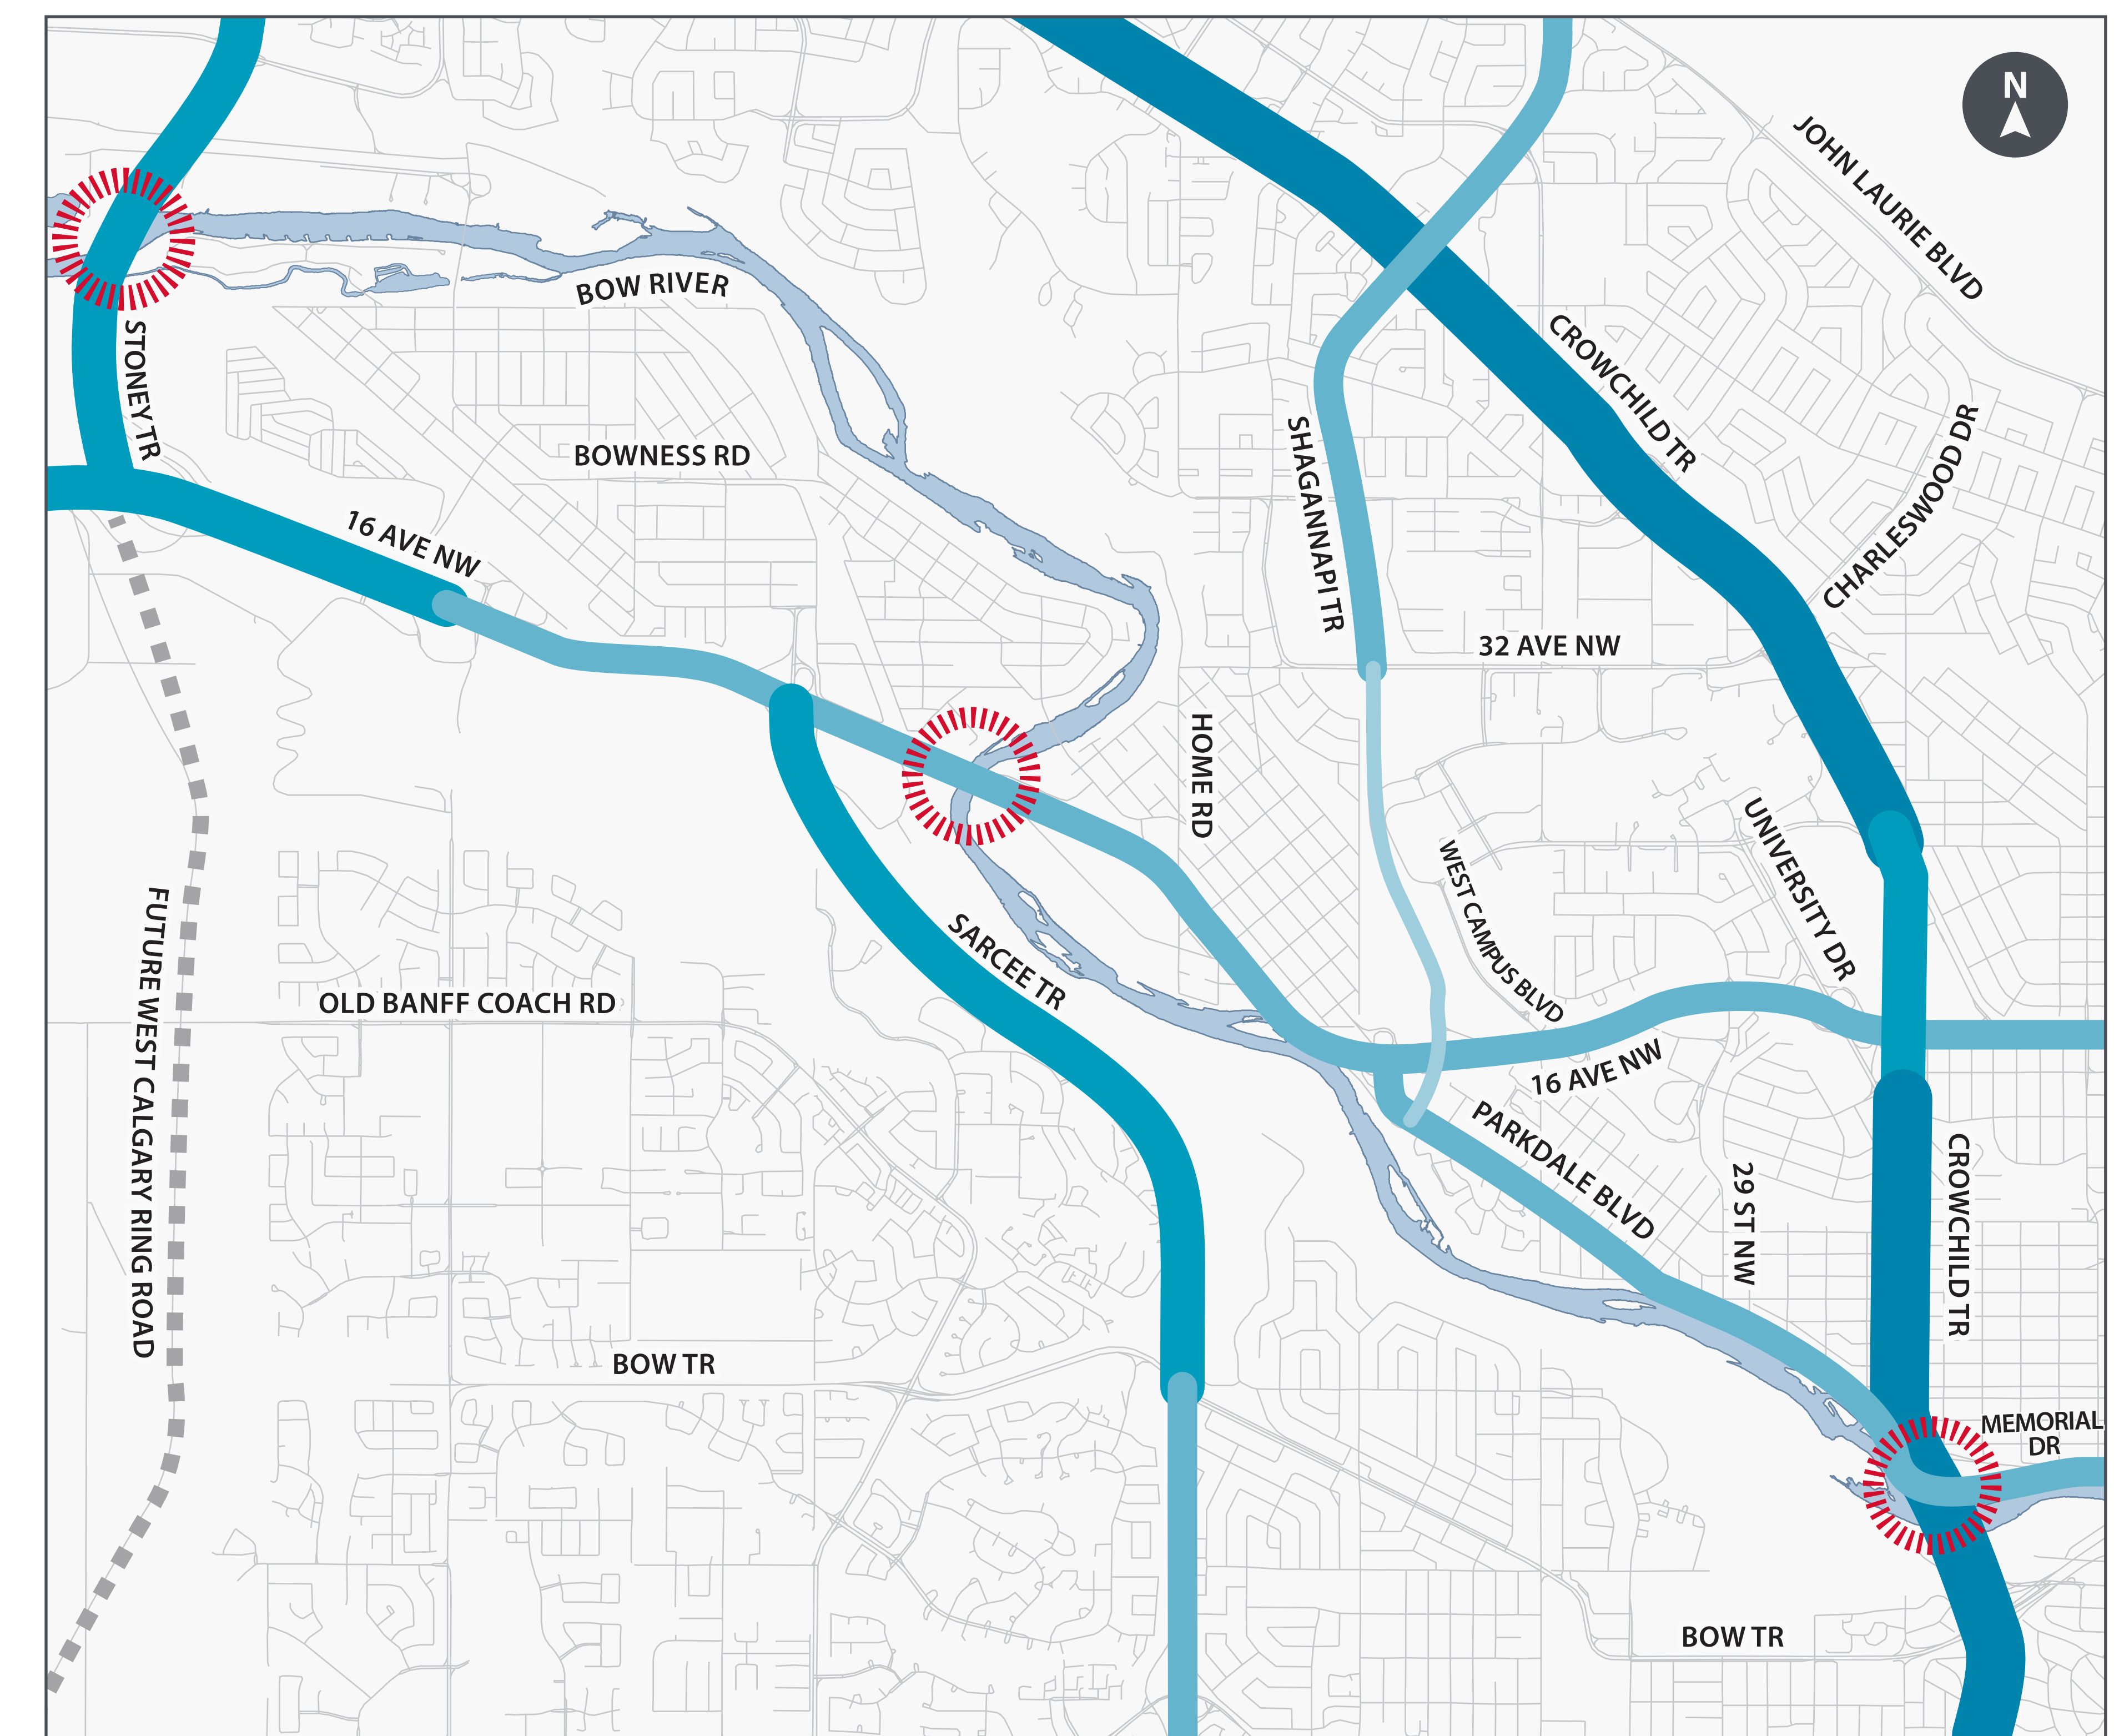 N
JOHN LAURIE BLVD
BOW RIVER
STONEY TR
CROWCHILD TR
BOWNESS RD
SHAGANNAPI TR
CHARLESWOOD DR
16 AVE NW
32 AVE NW
HOME RD
UNIVERSITY DR
WEST CAMPUS BLVD
FUTURE WEST CALGARY RING ROAD
SARCEE TR
OLD BANFF COACH RD
16 AVE NW
PARKDALE BLVD
29 ST NW
CROWCHILD TR
BOW TR
MEMORIAL
DR
BOW TR